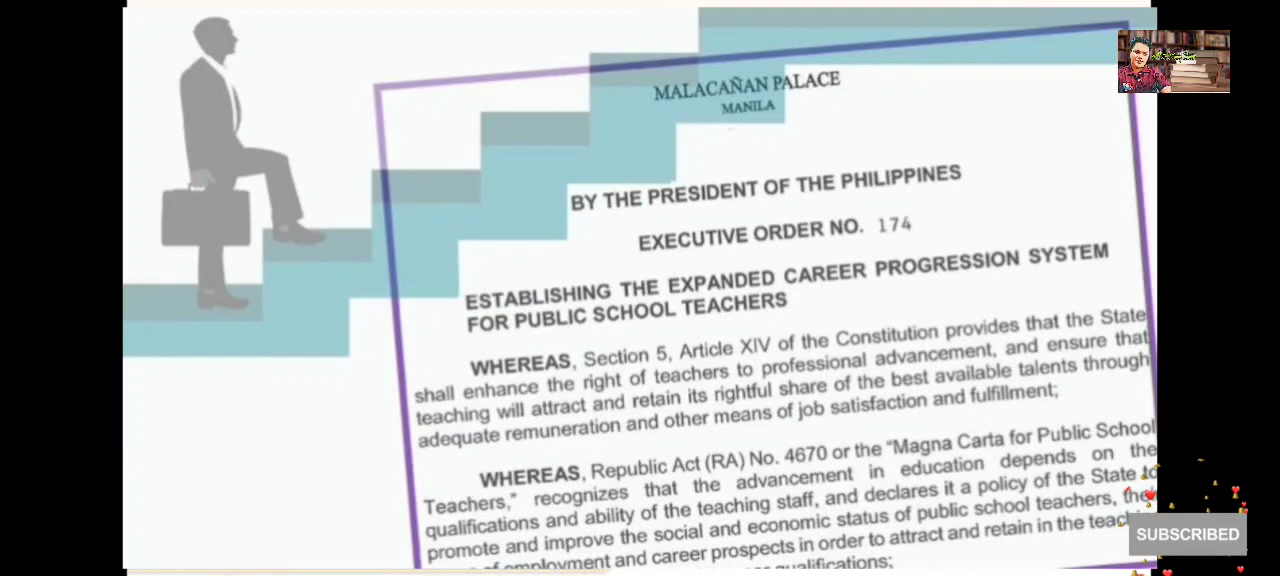 MALACAÑAN PALACE
MANILA
BY THE PRESIDENT OF THE PHILIPPINES
EXECUTIVE ORDER NO. 174
ESTABLISHING THE EXPANDED CAREER PROGRESSION SYSTEM
FOR PUBLIC SCHOOL TEACHERS
WHEREAS, Section 5, Article XIV of the Constitution provides that the State
shall enhance the right of teachers to professional advancement, and ensure that
teaching will attract and retain its rightful share of the best available talents through
adequate remuneration and other means of job satisfaction and fulfillment;
WHEREAS, Republic Act (RA) No. 4670 or the “Magna Carta for Public School
Teachers,” recognizes that the advancement in education depends on the
qualifications and ability of the teaching staff, and declares it a policy of the State to
promote and improve the social and economic status of public school teachers,
of employment and career prospects in order to attract and retain in the
qualifications;
SUBSCRIBED